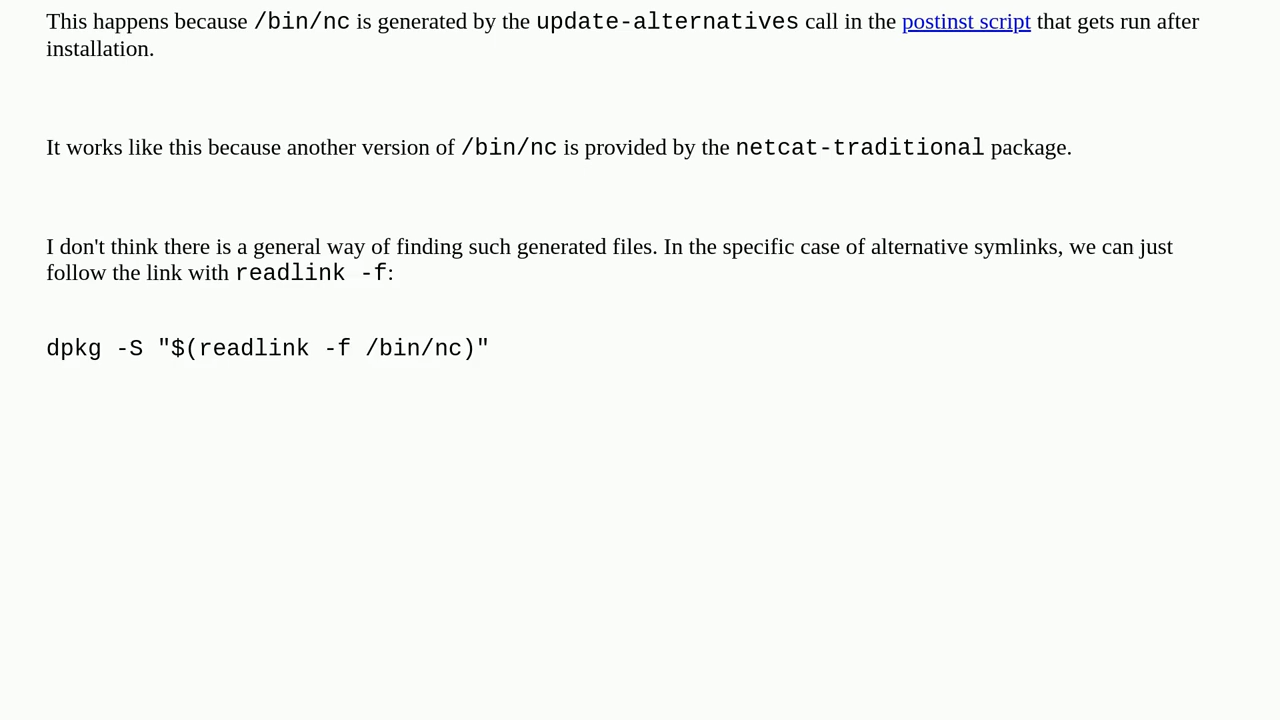 This happens because /bin/nc is generated by the update-alternatives call in the postinst script that gets run after
installation.
It works like this because another version of /bin/nc is provided by the netcat-traditional package.
I don't think there is a general way of finding such generated files. In the specific case of alternative symlinks, we can just
follow the link with readlink -f:
dpkg -S "$(readlink -f /bin/nc)"